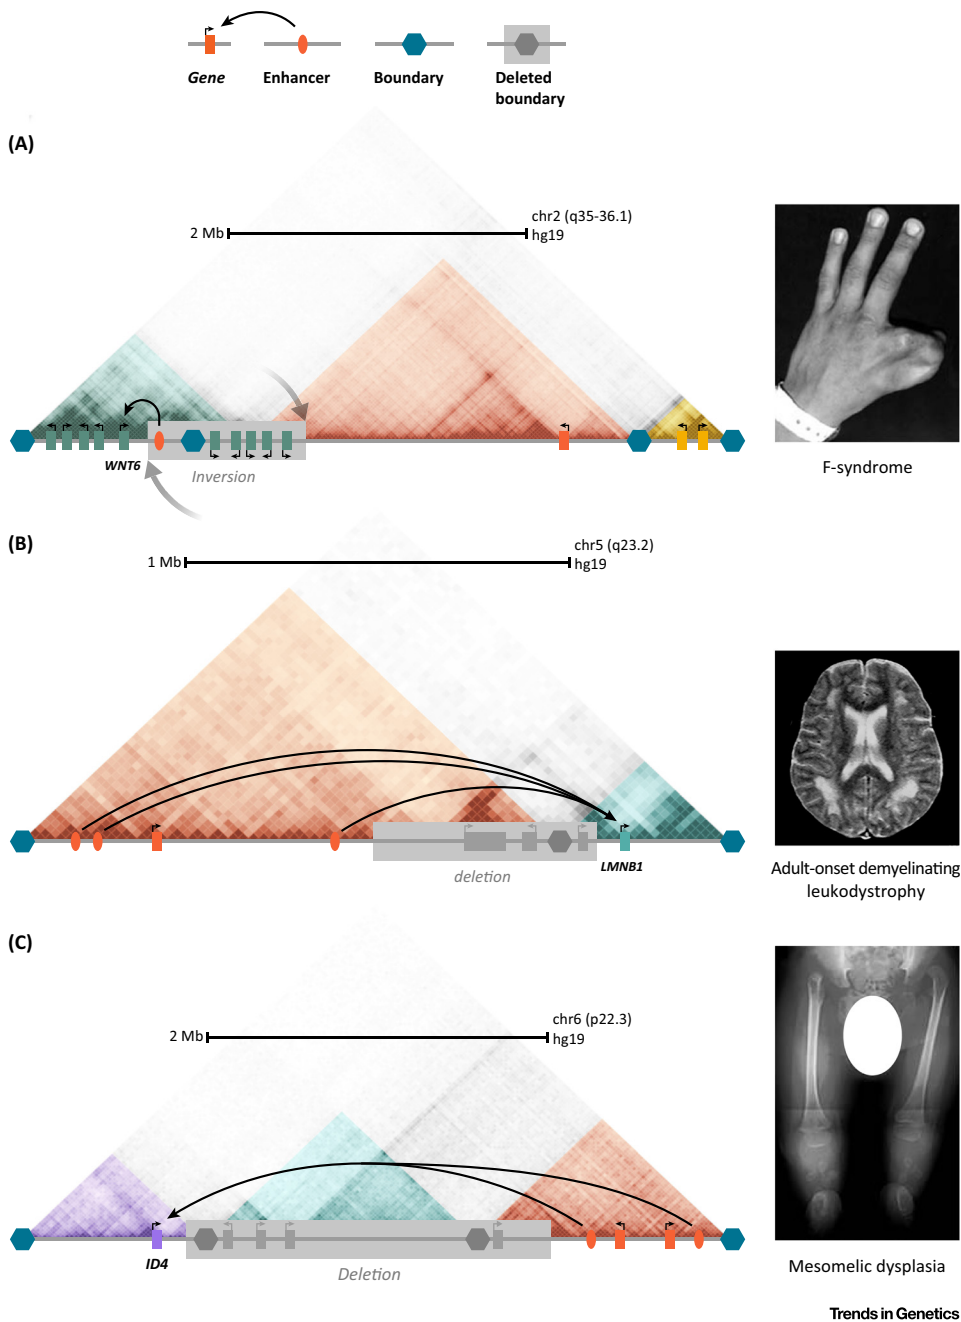 Gene
Enhancer
Boundary
Deleted
boundary
(A)
2 Mb
chr2 (q35-36.1)
hg19
WNT6
Inversion
F-syndrome
(B)
1 Mb
chr5 (q23.2)
hg19
deletion
LMNB1
Adult-onset demyelinating
leukodystrophy
(C)
2 Mb
chr6 (p22.3)
hg19
ID4
Deletion
Mesomelic dysplasia
Trends in Genetics